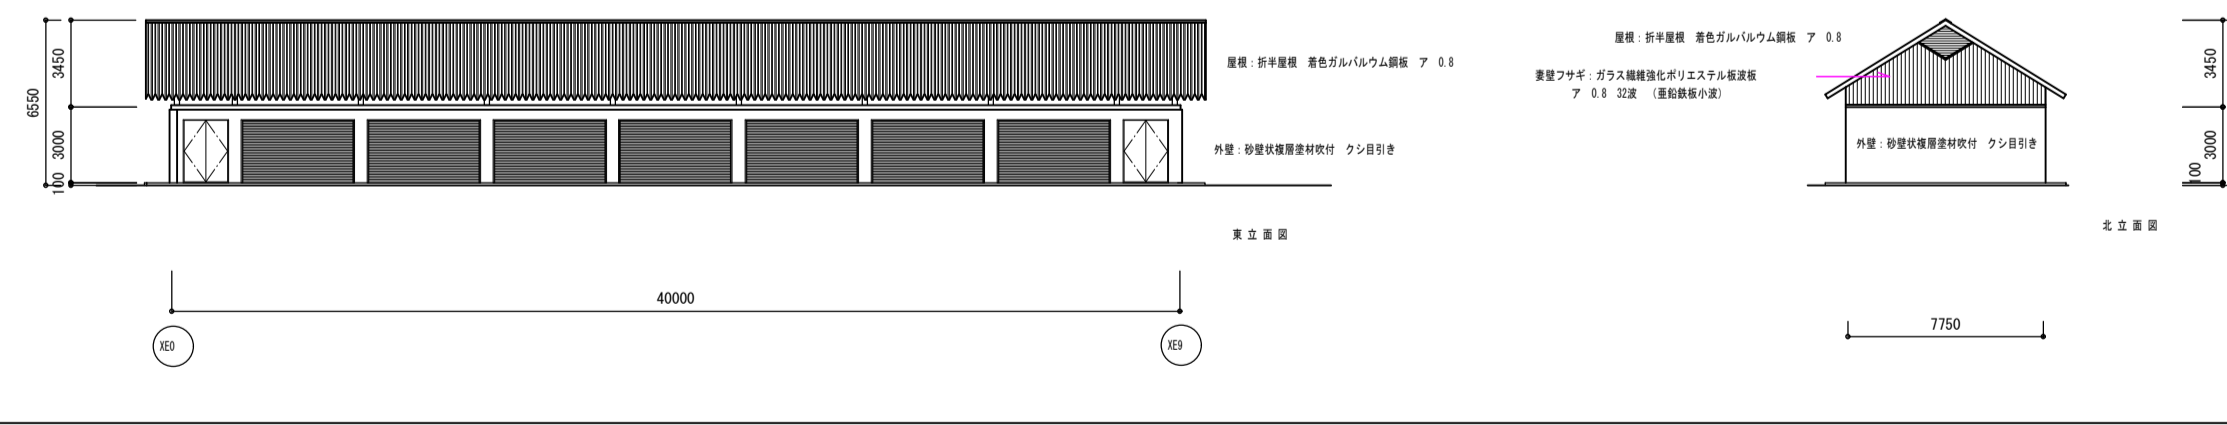 6550
3450
3000
100
屋根：折半屋根　着色ガルバルウム鋼板　ア　0.8
外壁：砂壁状複層塗材吹付　クシ目引き
東 立 面 図
40000
XE0
XE9
屋根：折半屋根　着色ガルバルウム鋼板　ア　0.8
妻壁フサギ：ガラス繊維強化ポリエステル板波板
ア　0.8　32波　（亜鉛鉄板小波）
外壁：砂壁状複層塗材吹付　クシ目引き
3450
3000
100
北 立 面 図
7750